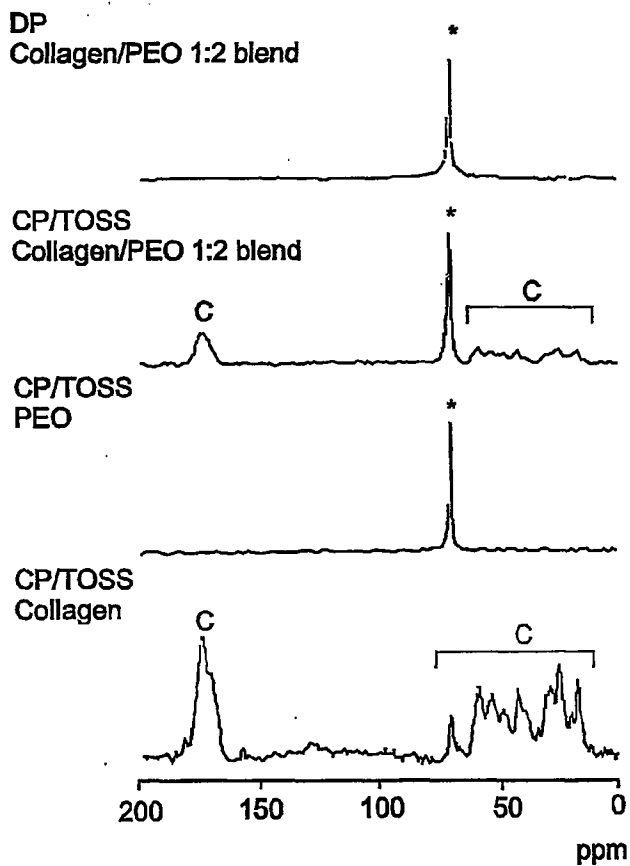 DP
Collagen/PEO 1:2 blend
*
CP/TOSS
Collagen/PEO 1:2 blend
*
C
C
CP/TOSS
PEO
*
CP/TOSS
Collagen
C
C
200 150 100 50 0
ppm